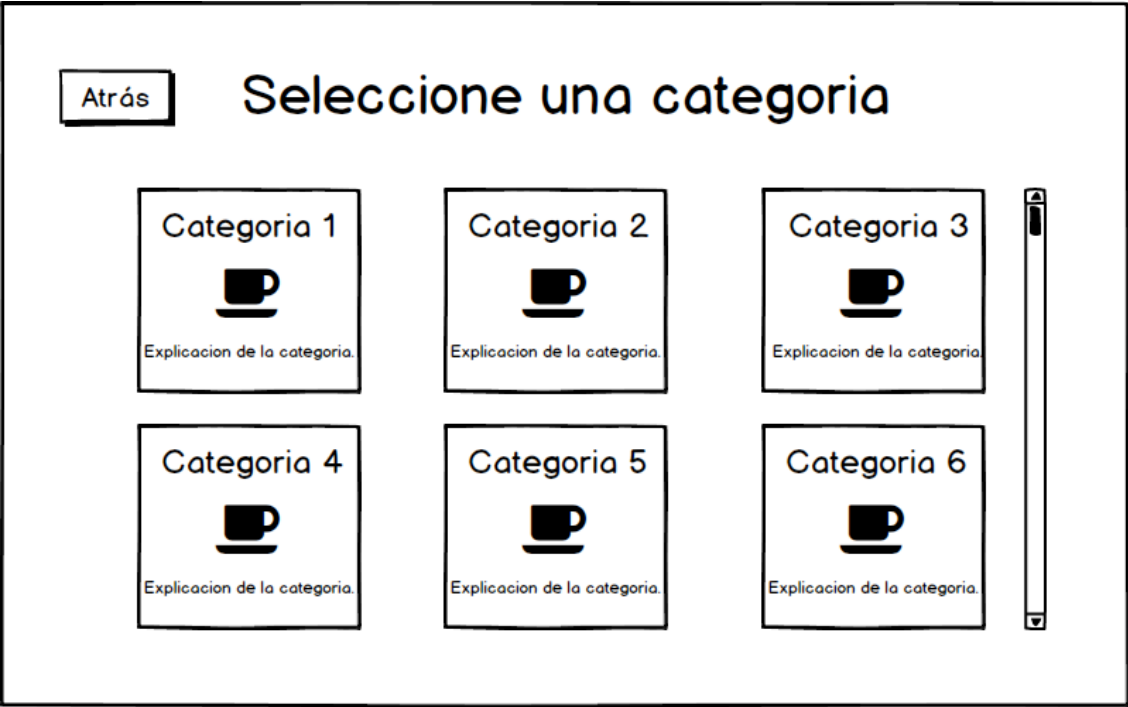 Atrás
Seleccione una categoria
Categoria 1
Explicacion de la categoria.
Categoria 2
Explicacion de la categoria.
Categoria 3
Explicacion de la categoria.
Categoria 4
Explicacion de la categoria.
Categoria 5
Explicacion de la categoria.
Categoria 6
Explicacion de la categoria.